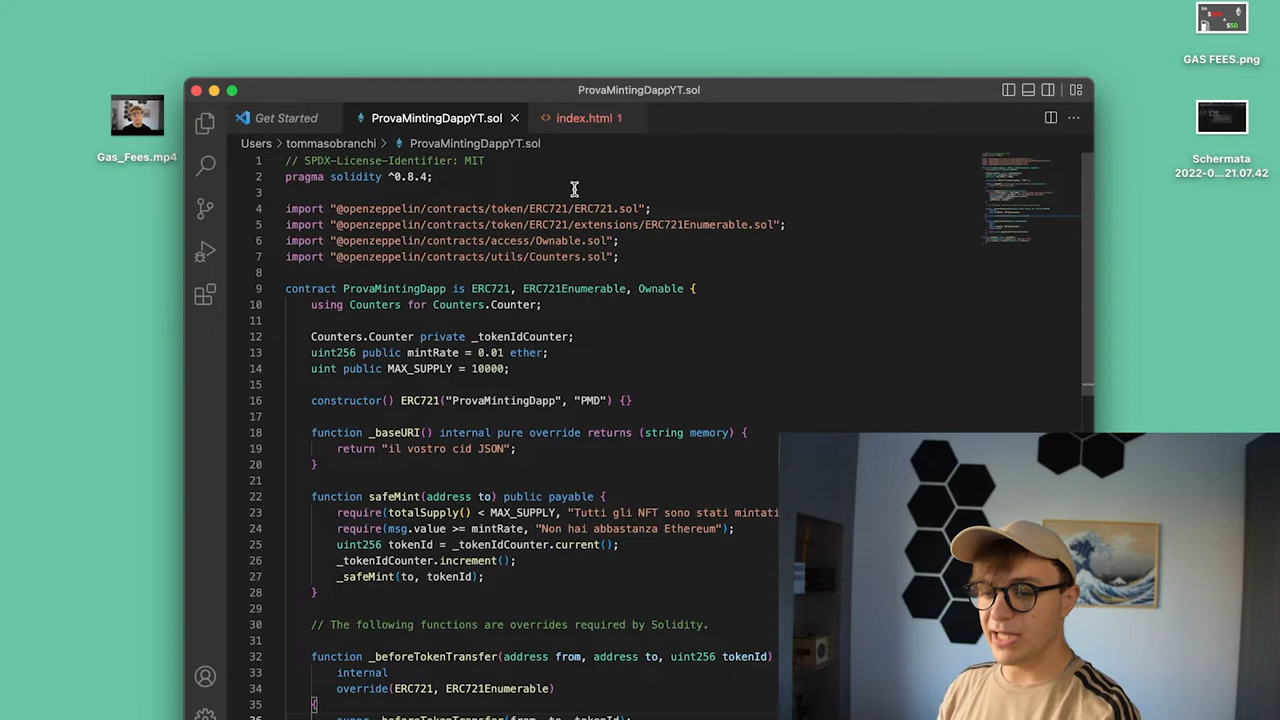 GAS FEES.png
Gas_Fees.mp4
Schermata
2022-0...21.07.42
ProvaMintingDappYT.sol
Get Started
ProvaMintingDappYT.sol
index.html 1
Users > tommasobranchi > ProvaMintingDappYT.sol
1 // SPDX-License-Identifier: MIT
2 pragma solidity ^0.8.4;
3
4 import "@openzeppelin/contracts/token/ERC721/ERC721.sol";
5 import "@openzeppelin/contracts/token/ERC721/extensions/ERC721Enumerable.sol";
6 import "@openzeppelin/contracts/access/Ownable.sol";
7 import "@openzeppelin/contracts/utils/Counters.sol";
8
9 contract ProvaMintingDapp is ERC721, ERC721Enumerable, Ownable {
10 using Counters for Counters.Counter;
11
12 Counters.Counter private _tokenIdCounter;
13 uint256 public mintRate = 0.01 ether;
14 uint public MAX_SUPPLY = 10000;
15
16 constructor() ERC721("ProvaMintingDapp", "PMD") {}
17
18 function _baseURI() internal pure override returns (string memory) {
19 return "il vostro cid JSON";
20 }
21
22 function safeMint(address to) public payable {
23 require(totalSupply() < MAX_SUPPLY, "Tutti gli NFT sono stati mintati
24 require(msg.value >= mintRate, "Non hai abbastanza Ethereum");
25 uint256 tokenId = _tokenIdCounter.current();
26 _tokenIdCounter.increment();
27 _safeMint(to, tokenId);
28 }
29
30 // The following functions are overrides required by Solidity.
31
32 function _beforeTokenTransfer(address from, address to, uint256 tokenId)
33 internal
34 override(ERC721, ERC721Enumerable)
35 {
36 super._beforeTokenTransfer(from, to, tokenId);